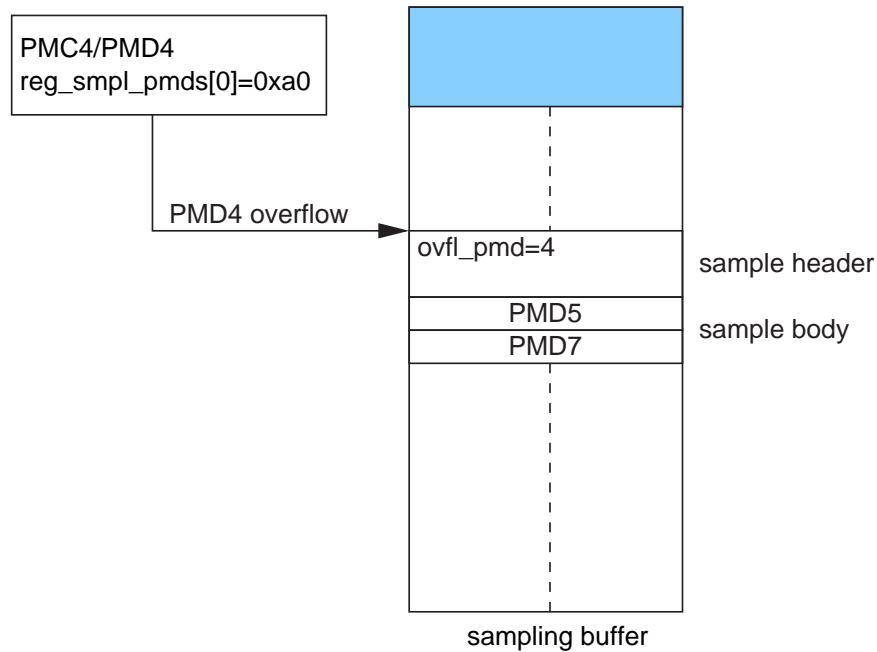 PMC4/PMD4
reg_smpl_pmds[0]=0xa0
PMD4 overflow
ovfl_pmd=4
sample header
PMD5
sample body
PMD7
sampling buffer